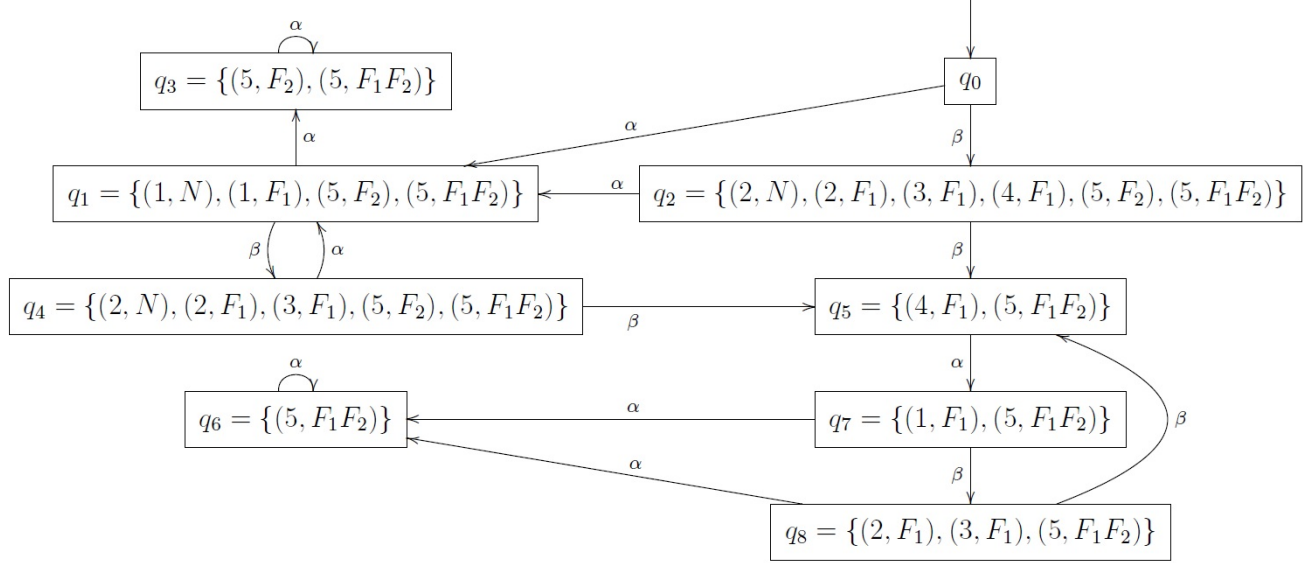 α
q3 = {(5, F2), (5, F1F2)}
q0
α
α
β
q1 = {(1, N), (1, F1), (5, F2), (5, F1F2)}
α
q2 = {(2, N), (2, F1), (3, F1), (4, F1), (5, F2), (5, F1F2)}
β
α
β
q4 = {(2, N), (2, F1), (3, F1), (5, F2), (5, F1F2)}
β
q5 = {(4, F1), (5, F1F2)}
α
α
q6 = {(5, F1F2)}
α
q7 = {(1, F1), (5, F1F2)}
β
α
β
q8 = {(2, F1), (3, F1), (5, F1F2)}